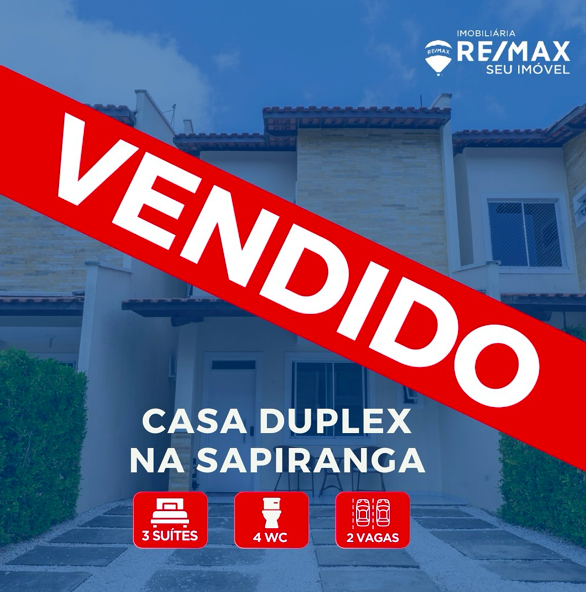 IMOBILIÁRIA
RE/MAX
RE/MAX
SEU IMÓVEL
VENDIDO
CASA DUPLEX
NA SAPIRANGA
3 SUÍTES
4 WC
2 VAGAS